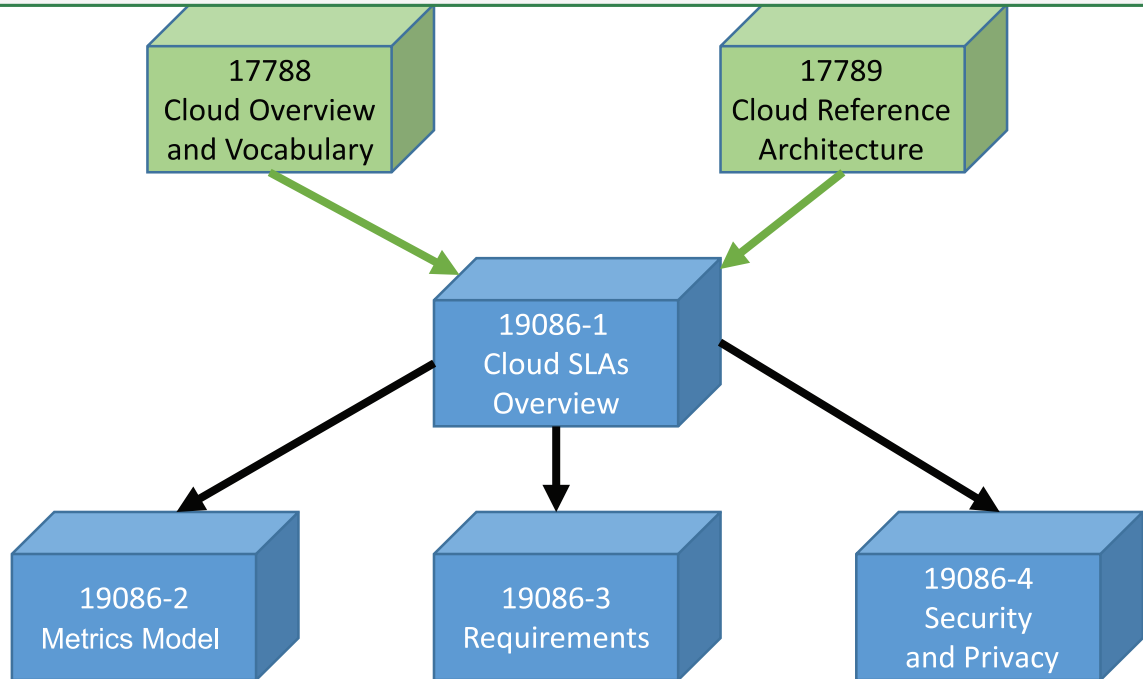 17788
Cloud Overview
and Vocabulary
17789
Cloud Reference
Architecture
19086-1
Cloud SLAs
Overview
19086-2
Metrics Model
19086-3
Requirements
19086-4
Security
and Privacy